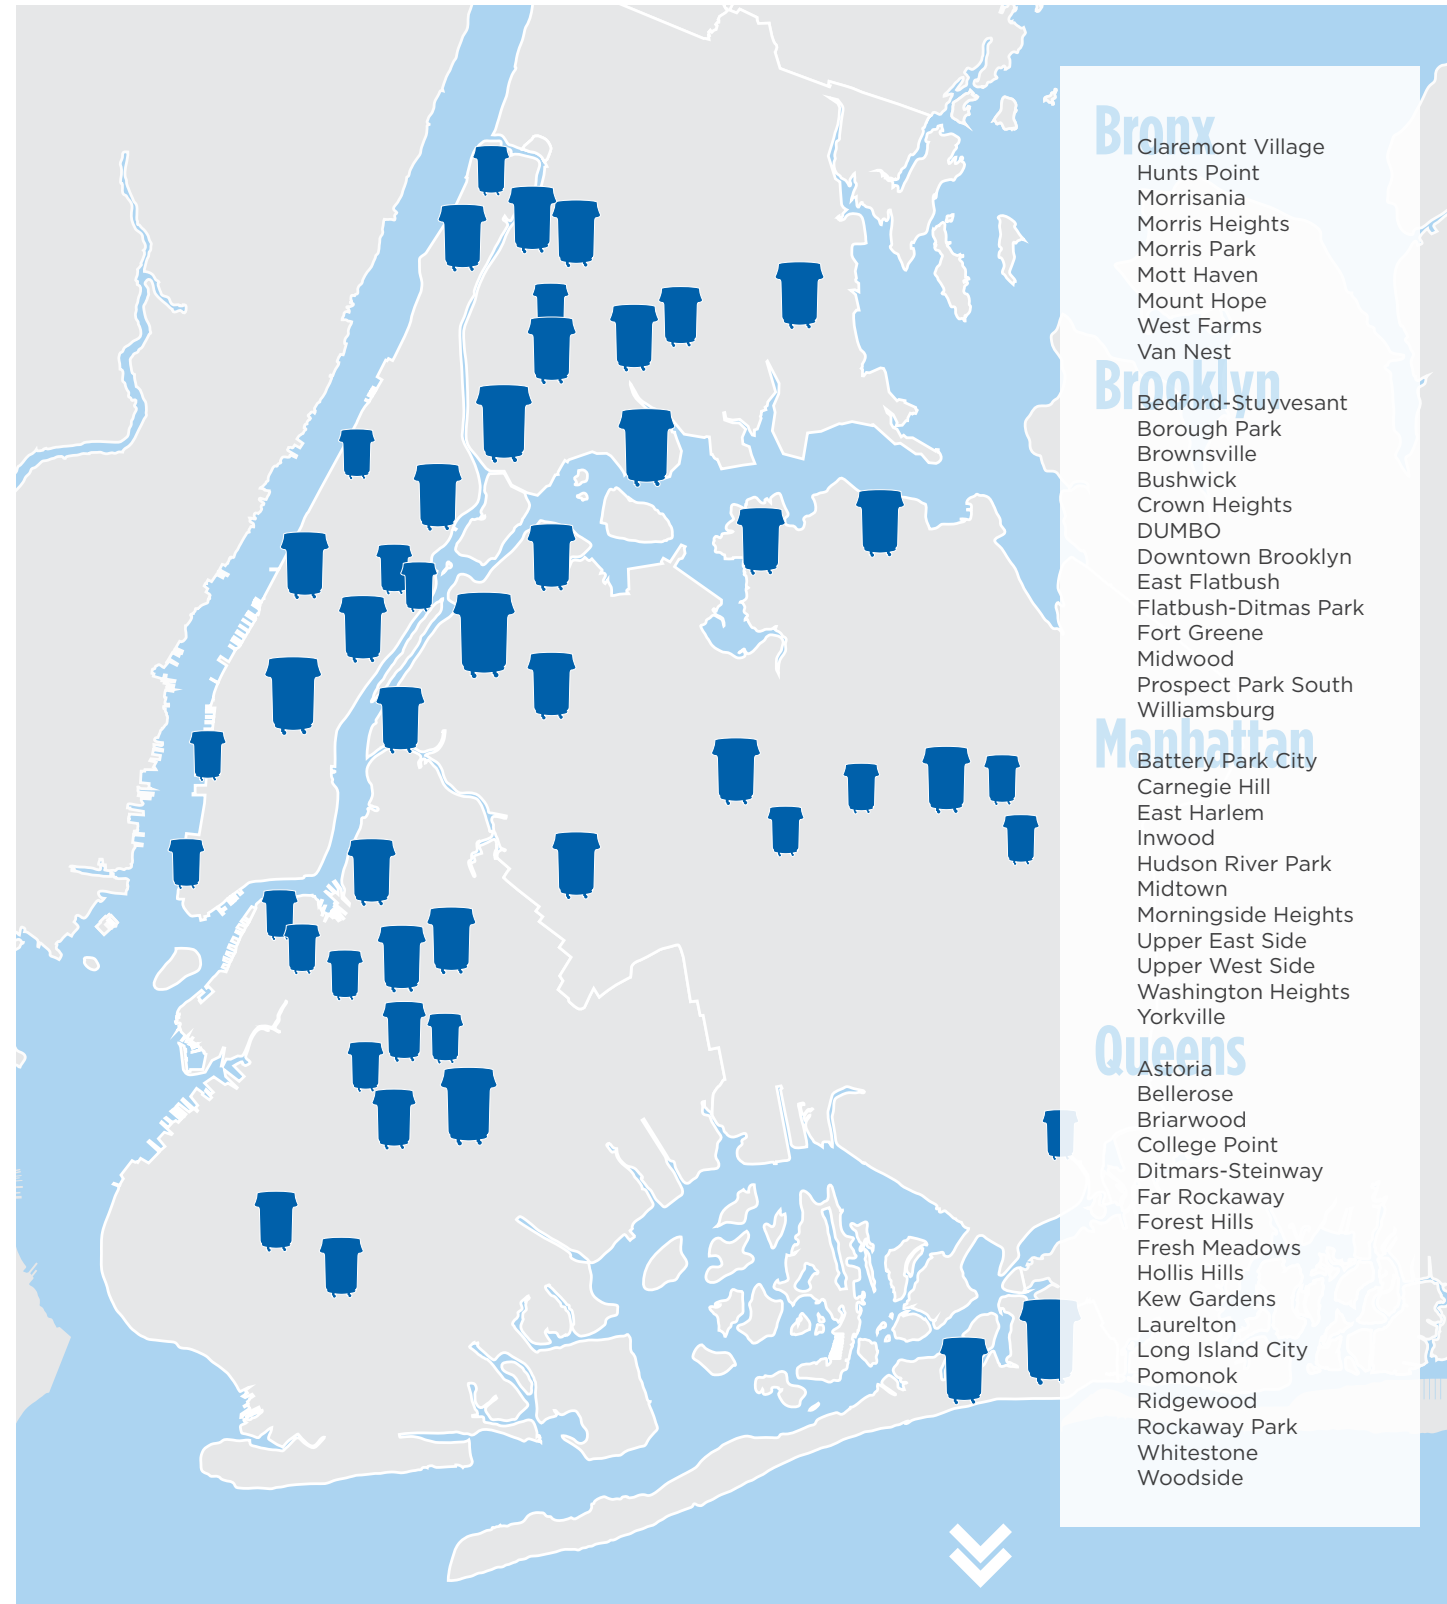 Bronx
Claremont Village
Hunts Point
Morrisania
Morris Heights
Morris Park
Mott Haven
Mount Hope
West Farms
Van Nest
Brooklyn
Bedford-Stuyvesant
Borough Park
Brownsville
Bushwick
Crown Heights
DUMBO
Downtown Brooklyn
East Flatbush
Flatbush-Ditmas Park
Fort Greene
Midwood
Prospect Park South
Williamsburg
Manhattan
Battery Park City
Carnegie Hill
East Harlem
Inwood
Hudson River Park
Midtown
Morningside Heights
Upper East Side
Upper West Side
Washington Heights
Yorkville
Queens
Astoria
Bellerose
Briarwood
College Point
Ditmars-Steinway
Far Rockaway
Forest Hills
Fresh Meadows
Hollis Hills
Kew Gardens
Laurelton
Long Island City
Pomonok
Ridgewood
Rockaway Park
Whitestone
Woodside